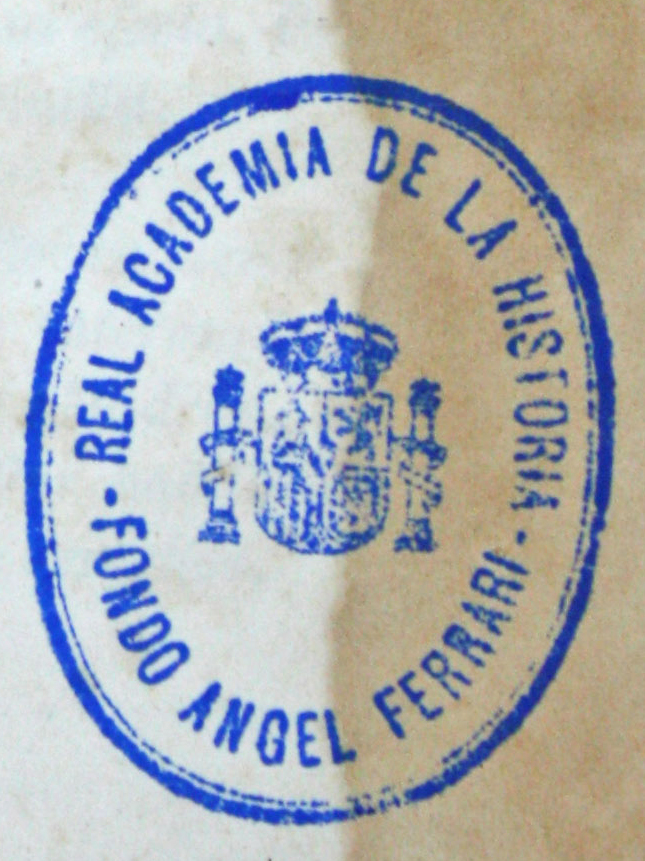 REAL ACADEMIA DE LA HISTORIA
FONDO ANGEL FERRARI